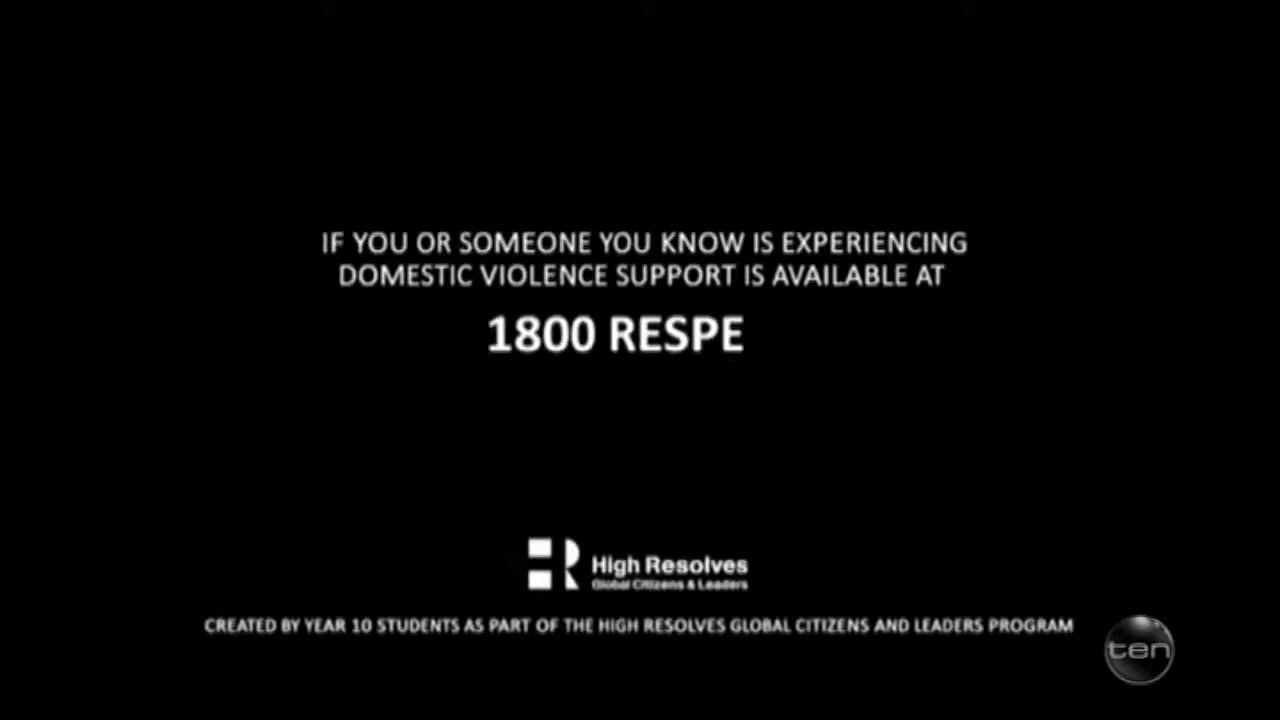 IF YOU OR SOMEONE YOU KNOW IS EXPERIENCING
DOMESTIC VIOLENCE SUPPORT IS AVAILABLE AT
1800 RESPE
High Resolves
Global Citizens & Leaders
CREATED BY YEAR 10 STUDENTS AS PART OF THE HIGH RESOLVES GLOBAL CITIZENS AND LEADERS PROGRAM
ten